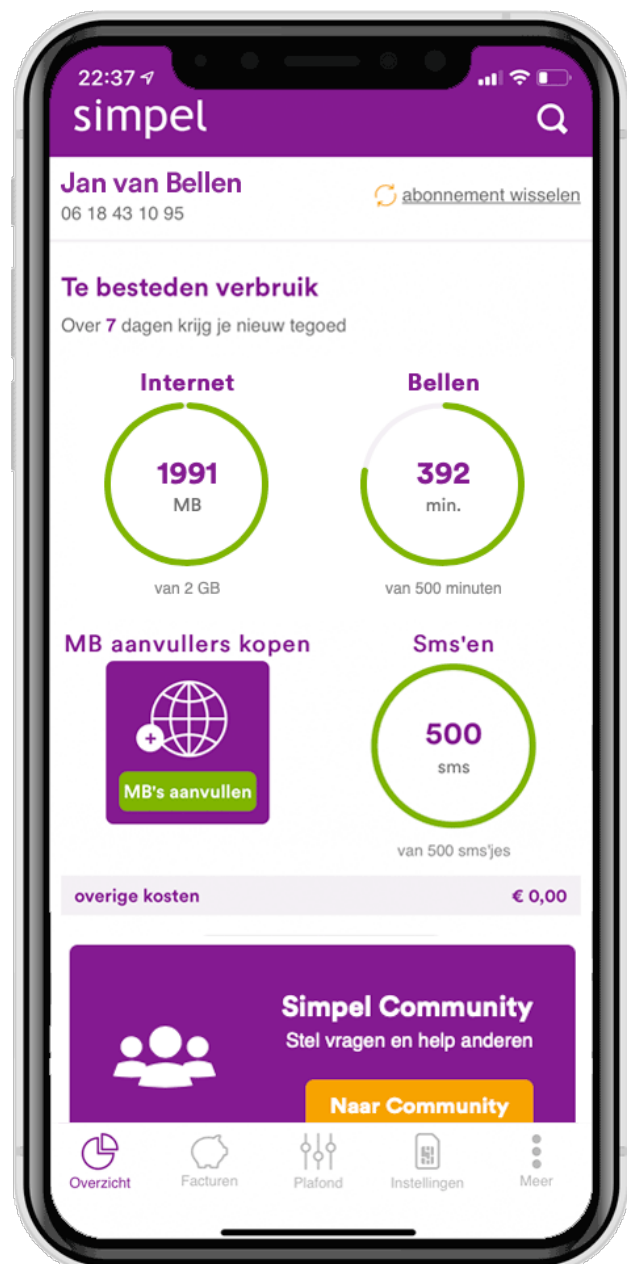 22:37
simpel
Jan van Bellen
06 18 43 10 95
abonnement wisselen
Te besteden verbruik
Over 7 dagen krijg je nieuw tegoed
Internet
Bellen
1991
MB
392
min.
van 2 GB
van 500 minuten
MB aanvullers kopen
Sms'en
+
MB's aanvullen
500
sms
van 500 sms'jes
overige kosten
€ 0,00
Simpel Community
Stel vragen en help anderen
Naar Community
Overzicht
Facturen
Plafond
Instellingen
Meer